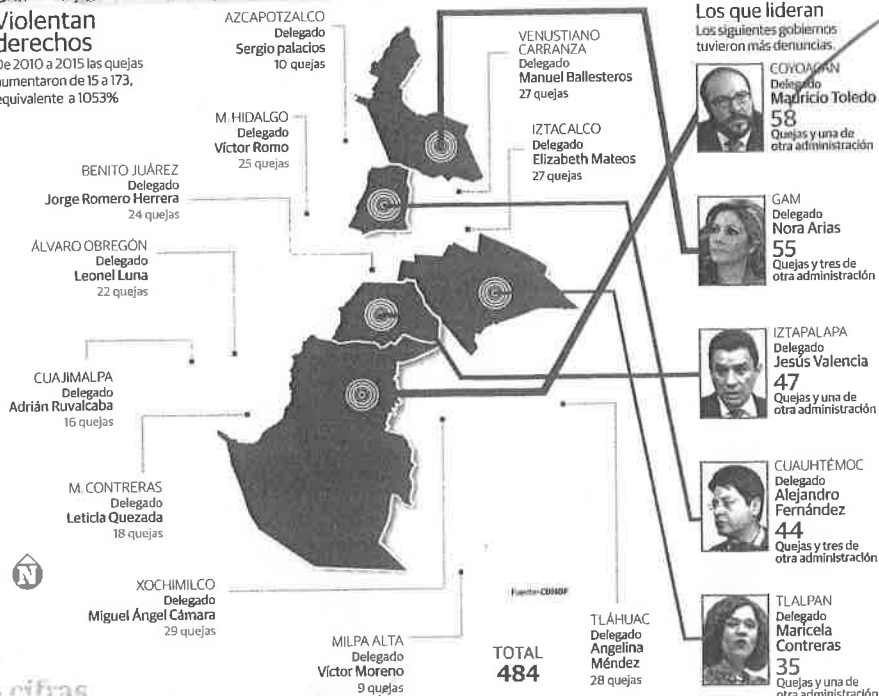 Violentan
derechos
De 2010 a 2015 las quejas
aumentaron de 15 a 173,
equivalente a 1053%
AZCAPOTZALCO
Delegado
Sergio palacios
10 quejas
M. HIDALGO
Delegado
Víctor Romo
25 quejas
BENITO JUÁREZ
Delegado
Jorge Romero Herrera
24 quejas
ÁLVARO OBREGÓN
Delegado
Leonel Luna
22 quejas
CUAJIMALPA
Delegado
Adrián Ruvalcaba
16 quejas
M. CONTRERAS
Delegado
Leticia Quezada
18 quejas
N
XOCHIMILCO
Delegado
Miguel Ángel Cámara
29 quejas
MILPA ALTA
Delegado
Víctor Moreno
9 quejas
VENUSTIANO
CARRANZA
Delegado
Manuel Ballesteros
27 quejas
IZTACALCO
Delegado
Elizabeth Mateos
27 quejas
Fuente: CDHDF
TOTAL
484
TLÁHUAC
Delegado
Angelina
Méndez
28 quejas
Los que lideran
Los siguientes gobiernos
tuvieron más denuncias.
COYOACÁN
Delegado
Mauricio Toledo
58
Quejas y una de
otra administración
GAM
Delegado
Nora Arias
55
Quejas y tres de
otra administración
IZTAPALAPA
Delegado
Jesús Valencia
47
Quejas y una de
otra administración
CUAUHTÉMOC
Delegado
Alejandro
Fernández
44
Quejas y tres de
otra administración
TLALPAN
Delegado
Maricela
Contreras
35
Quejas y una de
otra administración
cifras